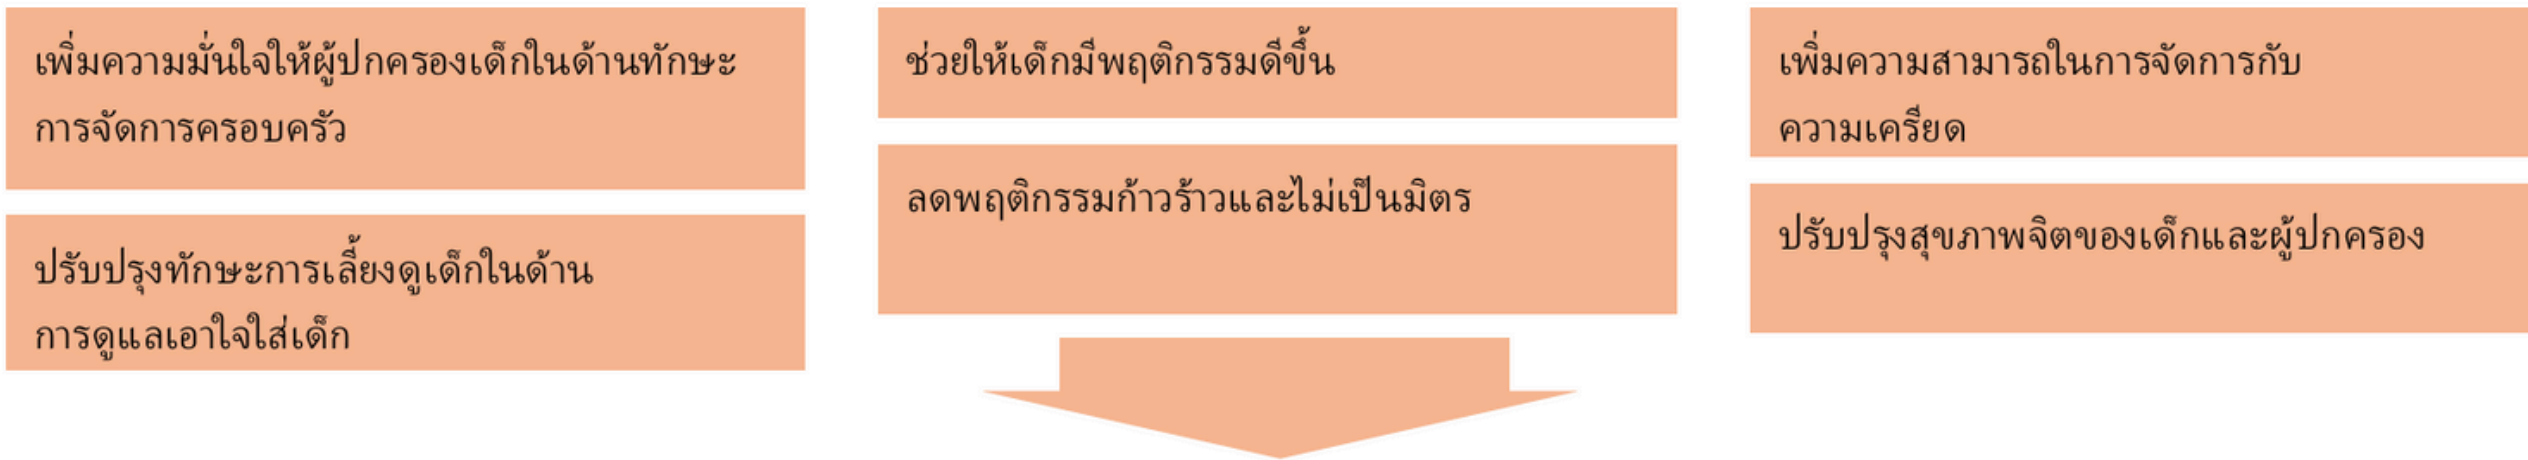 เพิ่มความมั่นใจให้ผู้ปกครองเด็กในด้านทักษะ
การจัดการครอบครัว
ปรับปรุงทักษะการเลี้ยงดูเด็กในด้าน
การดูแลเอาใจใส่เด็ก
ช่วยให้เด็กมีพฤติกรรมดีขึ้น
ลดพฤติกรรมก้าวร้าวและไม่เป็นมิตร
เพิ่มความสามารถในการจัดการกับ
ความเครียด
ปรับปรุงสุขภาพจิตของเด็กและผู้ปกครอง